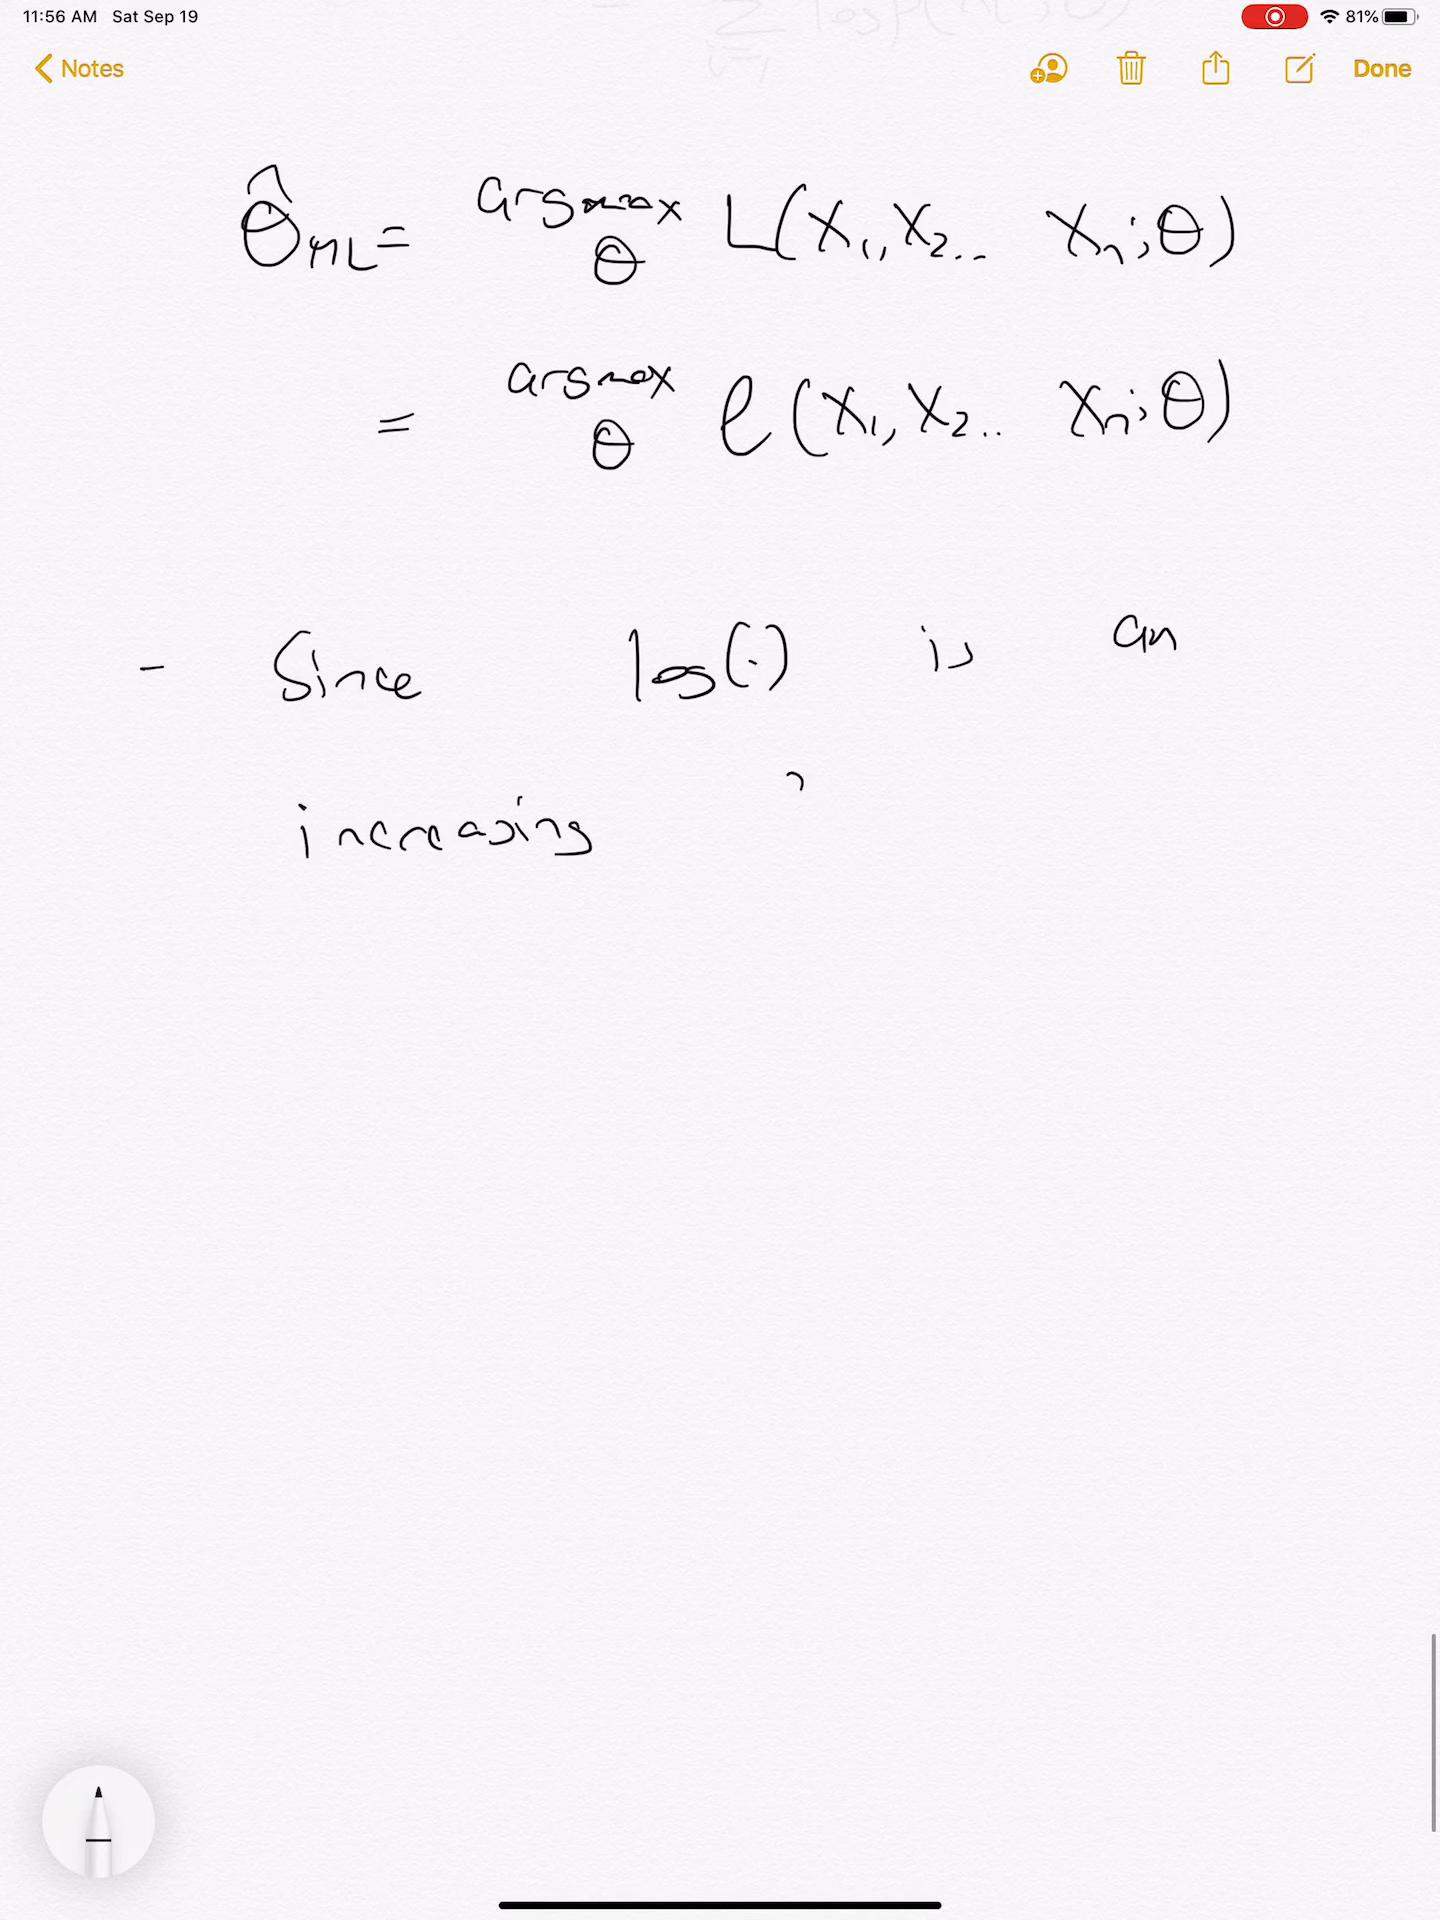 11:56 AM Sat Sep 19 81%
Notes Done
θ̂ML = argmax θ L(X1, X2.. Xn; θ)
= argmax θ ℓ(X1, X2.. Xn; θ)
- Since log(·) is an
increasing